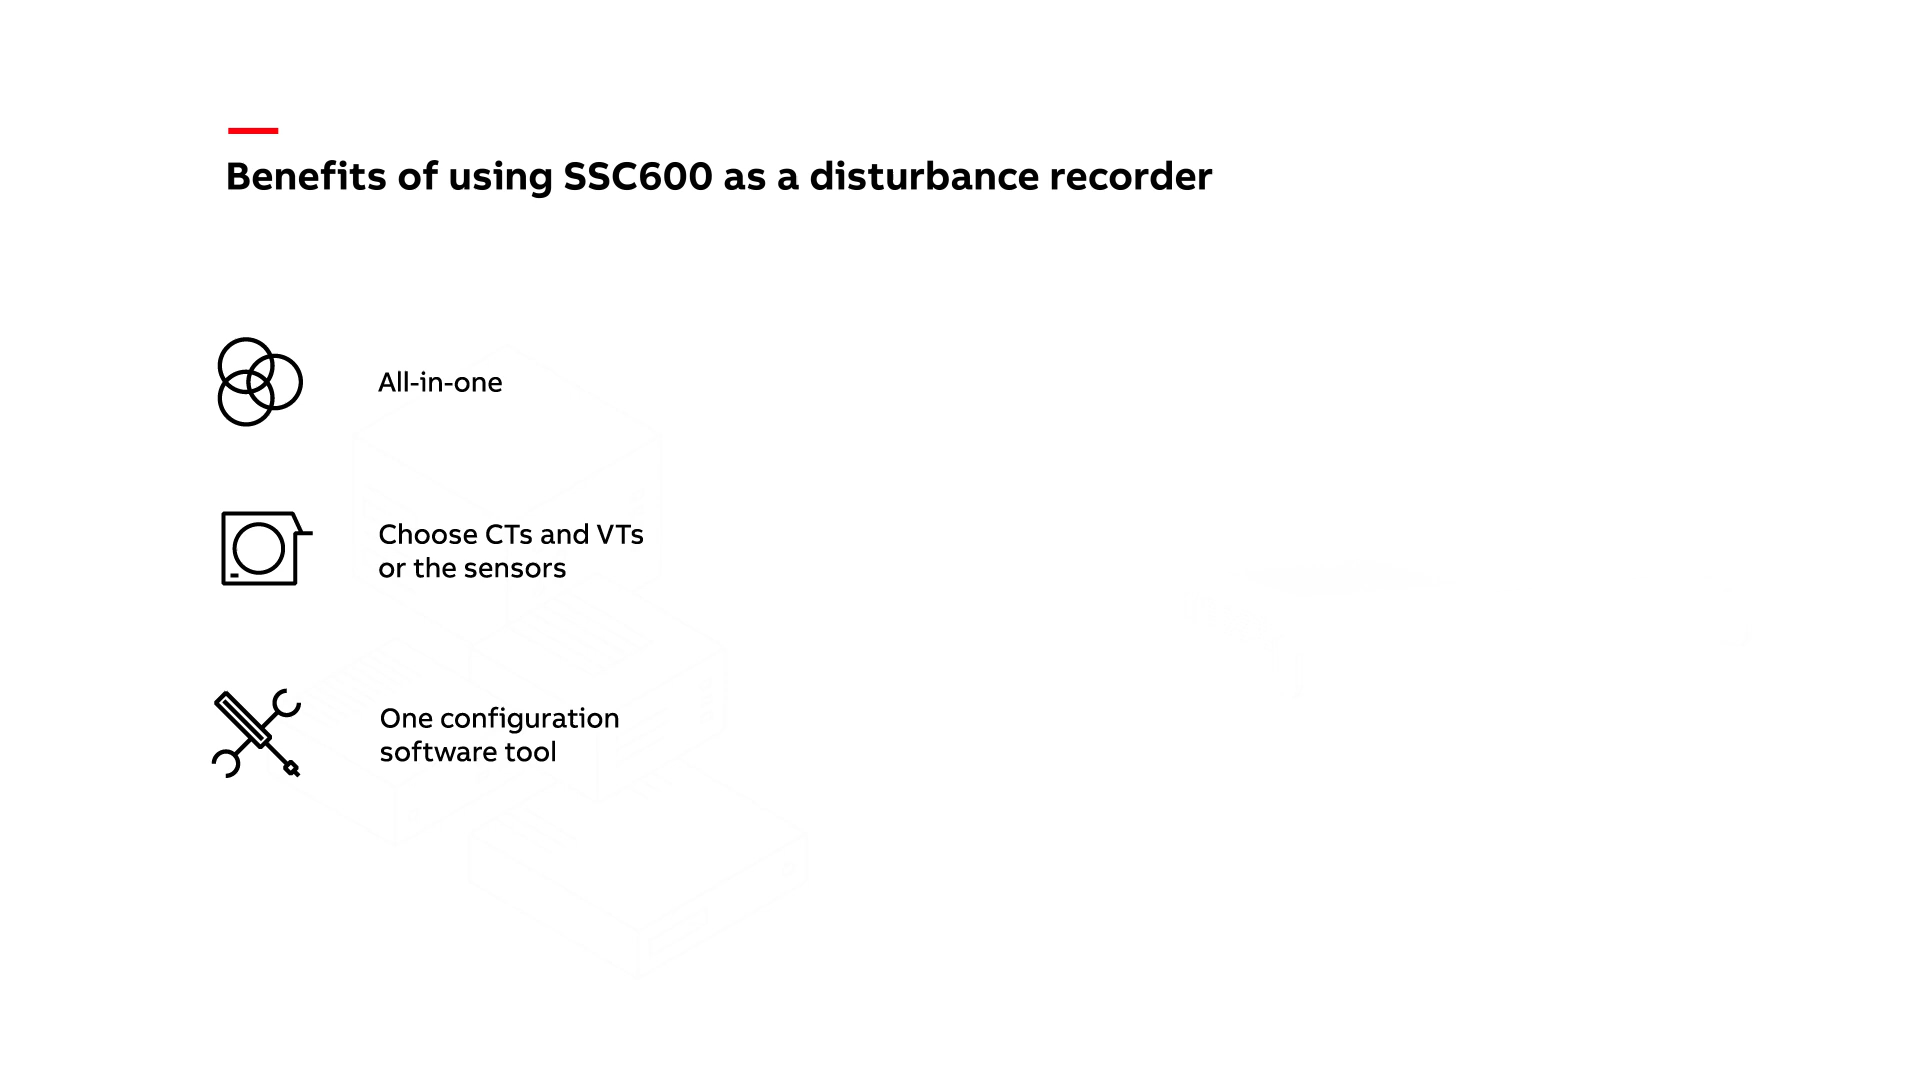 Benefits of using SSC600 as a disturbance recorder
All-in-one
Choose CTs and VTs
or the sensors
One configuration
software tool